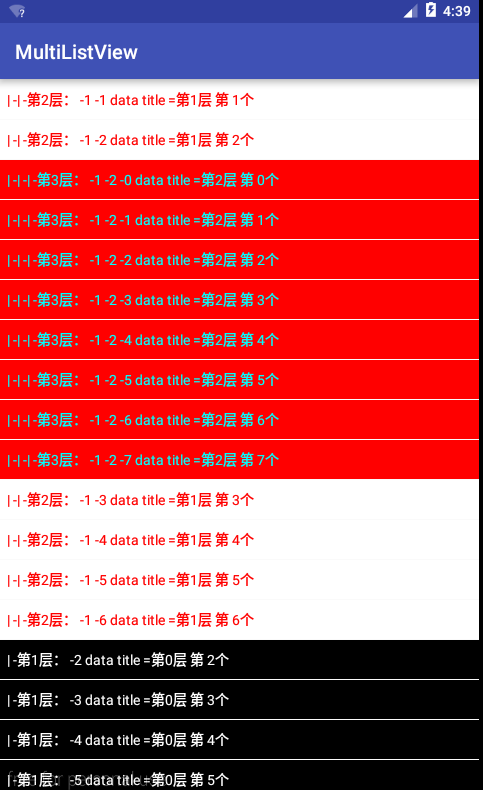 4:39
MultiListView
|-|-第2层： -1 -1 data title =第1层 第 1个
|-|-第2层： -1 -2 data title =第1层 第 2个
|-|-|-第3层： -1 -2 -0 data title =第2层 第 0个
|-|-|-第3层： -1 -2 -1 data title =第2层 第 1个
|-|-|-第3层： -1 -2 -2 data title =第2层 第 2个
|-|-|-第3层： -1 -2 -3 data title =第2层 第 3个
|-|-|-第3层： -1 -2 -4 data title =第2层 第 4个
|-|-|-第3层： -1 -2 -5 data title =第2层 第 5个
|-|-|-第3层： -1 -2 -6 data title =第2层 第 6个
|-|-|-第3层： -1 -2 -7 data title =第2层 第 7个
|-|-第2层： -1 -3 data title =第1层 第 3个
|-|-第2层： -1 -4 data title =第1层 第 4个
|-|-第2层： -1 -5 data title =第1层 第 5个
|-|-第2层： -1 -6 data title =第1层 第 6个
|-第1层： -2 data title =第0层 第 2个
|-第1层： -3 data title =第0层 第 3个
|-第1层： -4 data title =第0层 第 4个
|-第1层： -5 data title =第0层 第 5个